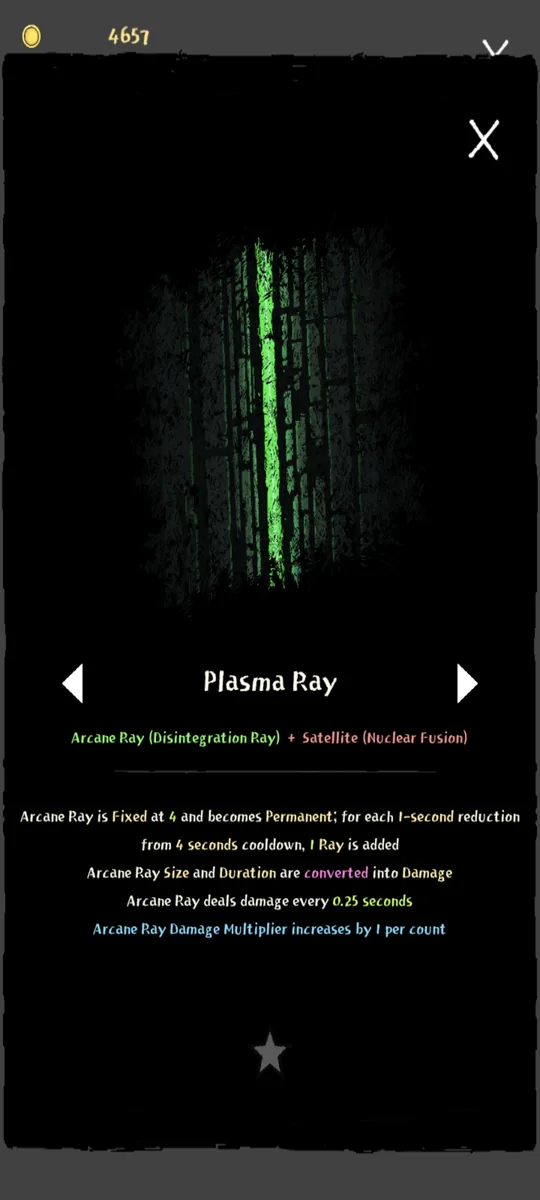 4657
X
Plasma Ray
Arcane Ray (Disintegration Ray) + Satellite (Nuclear Fusion)
Arcane Ray is Fixed at 4 and becomes Permanent; for each 1-second reduction
from 4 seconds cooldown, 1 Ray is added
Arcane Ray Size and Duration are converted into Damage
Arcane Ray deals damage every 0.25 seconds
Arcane Ray Damage Multiplier increases by 1 per count